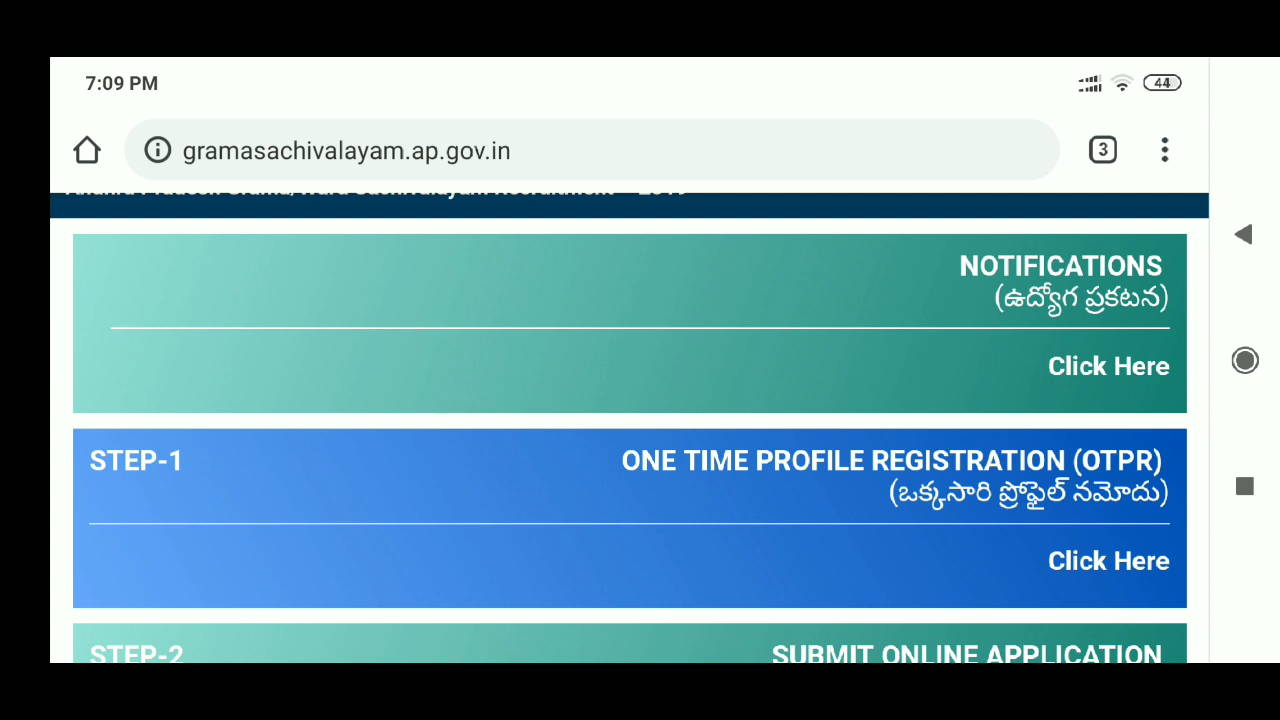 7:09 PM
44
gramasachivalayam.ap.gov.in
3
NOTIFICATIONS
(ఉద్యోగ ప్రకటన)
Click Here
STEP-1 ONE TIME PROFILE REGISTRATION (OTPR)
(ఒక్కసారి ప్రోఫైల్ నమోదు)
Click Here
STEP-2 SUBMIT ONLINE APPLICATION